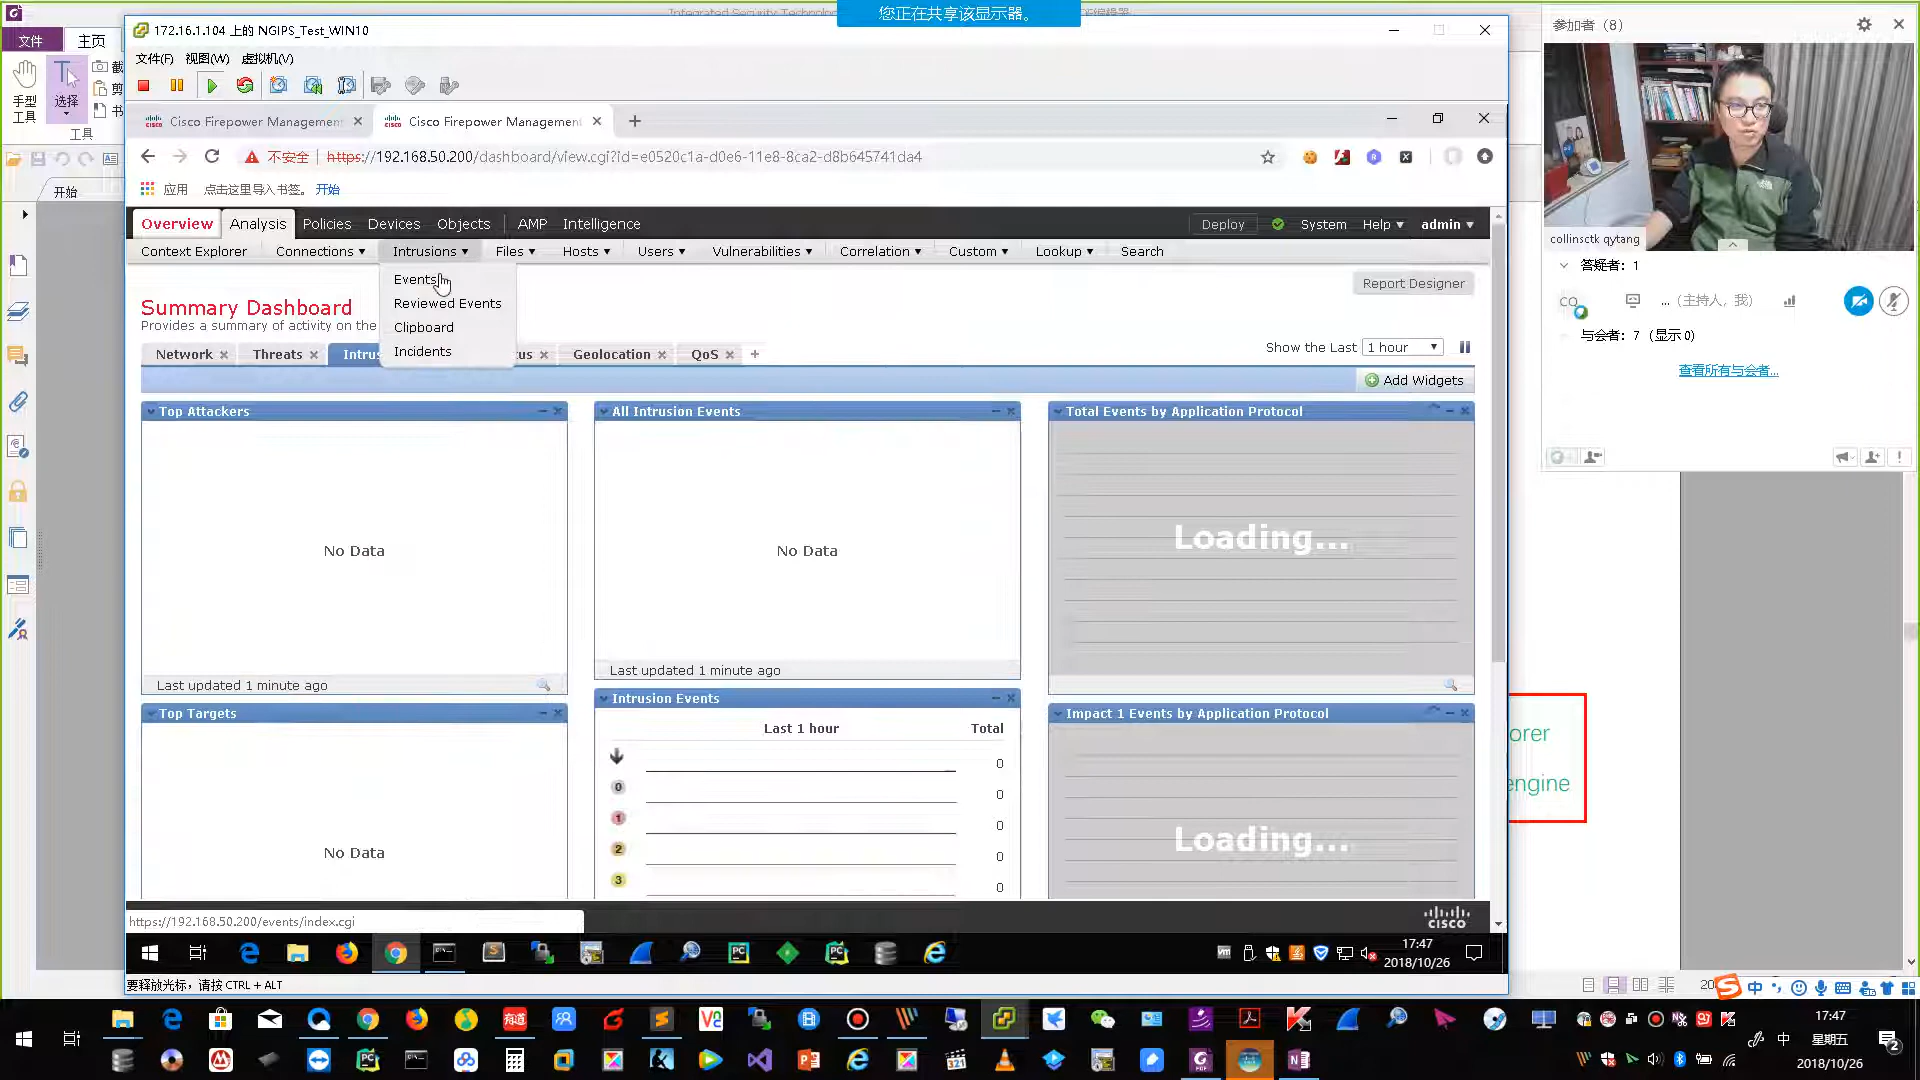 您正在共享该显示器。
172.16.1.104 上的 NGIPS_Test_WIN10
文件(F) 视图(W) 虚拟机(V)
文件 主页
手型工具 选择
工具
开始
Cisco Firepower Management
Cisco Firepower Management
不安全 | https://192.168.50.200/dashboard/view.cgi?id=e0520c1a-d0e6-11e8-8ca2-d8b645741da4
应用 点击这里导入书签。 开始
Overview Analysis Policies Devices Objects AMP Intelligence Deploy System Help admin
Context Explorer Connections Intrusions Files Hosts Users Vulnerabilities Correlation Custom Lookup Search
Events
Reviewed Events
Clipboard
Incidents
Report Designer
Summary Dashboard
Provides a summary of activity on the
Network Threats Intrus tus Geolocation QoS
Show the Last 1 hour
Add Widgets
Top Attackers
No Data
Last updated 1 minute ago
Top Targets
No Data
All Intrusion Events
No Data
Last updated 1 minute ago
Intrusion Events
Last 1 hour Total
0
0 0
1 0
2 0
3 0
Total Events by Application Protocol
Loading...
Impact 1 Events by Application Protocol
Loading...
https://192.168.50.200/events/index.cgi
CISCO
17:47
2018/10/26
要释放光标，请按 CTRL + ALT
参加者 (8)
collinsctk qytang
答疑者: 1
CQ ... (主持人, 我)
与会者: 7 (显示 0)
查看所有与会者...
orer
engine
中
17:47
星期五
2018/10/26